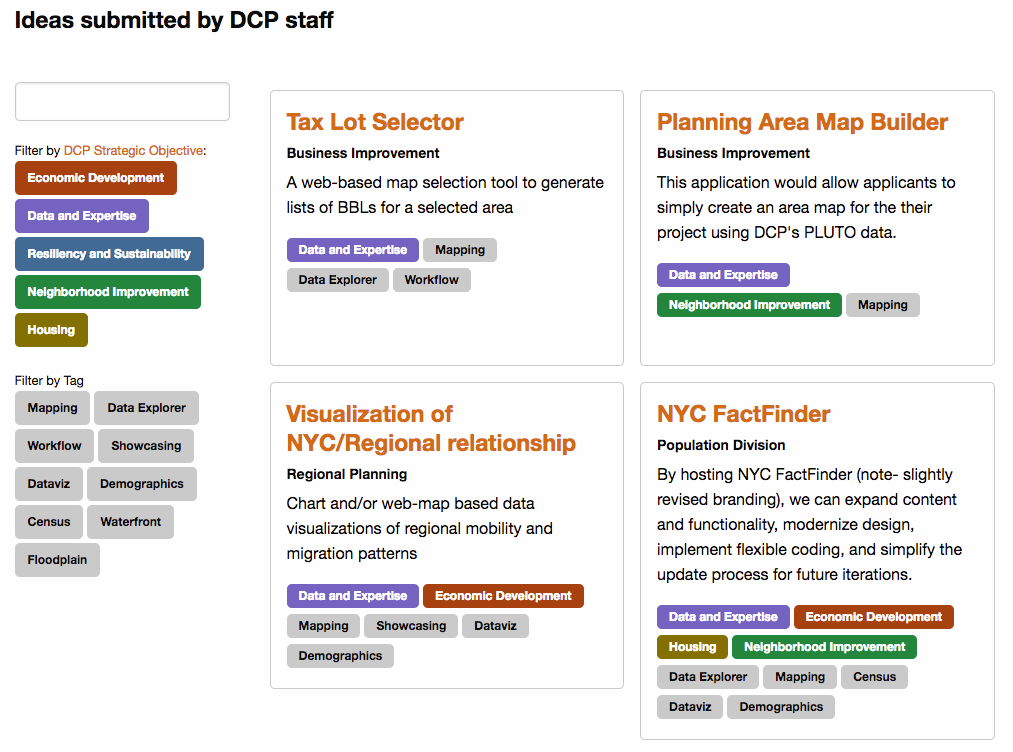 Ideas submitted by DCP staff
Filter by DCP Strategic Objective:
Economic Development
Data and Expertise
Resiliency and Sustainability
Neighborhood Improvement
Housing
Filter by Tag
Mapping Data Explorer
Workflow Showcasing
Dataviz Demographics
Census Waterfront
Floodplain
Tax Lot Selector
Business Improvement
A web-based map selection tool to generate
lists of BBLs for a selected area
Data and Expertise Mapping
Data Explorer Workflow
Planning Area Map Builder
Business Improvement
This application would allow applicants to
simply create an area map for the their
project using DCP's PLUTO data.
Data and Expertise
Neighborhood Improvement Mapping
Visualization of
NYC/Regional relationship
Regional Planning
Chart and/or web-map based data
visualizations of regional mobility and
migration patterns
Data and Expertise Economic Development
Mapping Showcasing Dataviz
Demographics
NYC FactFinder
Population Division
By hosting NYC FactFinder (note- slightly
revised branding), we can expand content
and functionality, modernize design,
implement flexible coding, and simplify the
update process for future iterations.
Data and Expertise Economic Development
Housing Neighborhood Improvement
Data Explorer Mapping Census
Dataviz Demographics